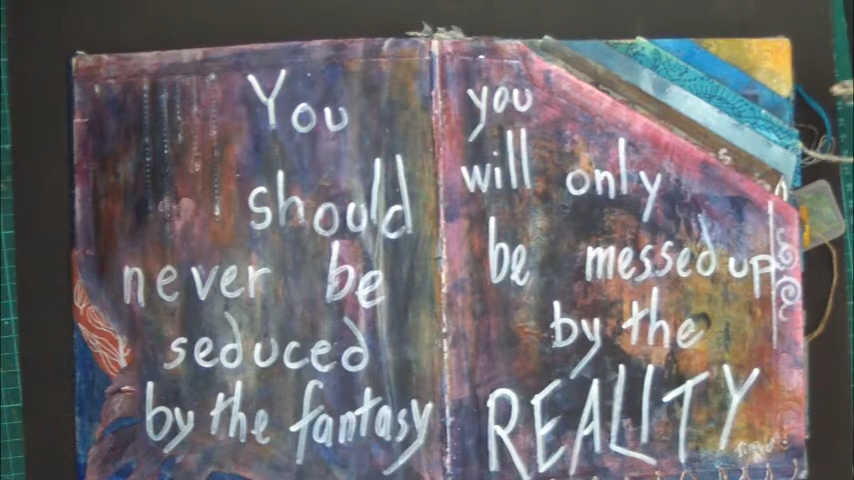 You
should
never be
seduced
by the fantasy
you
will only
be messed up
by the
REALITY